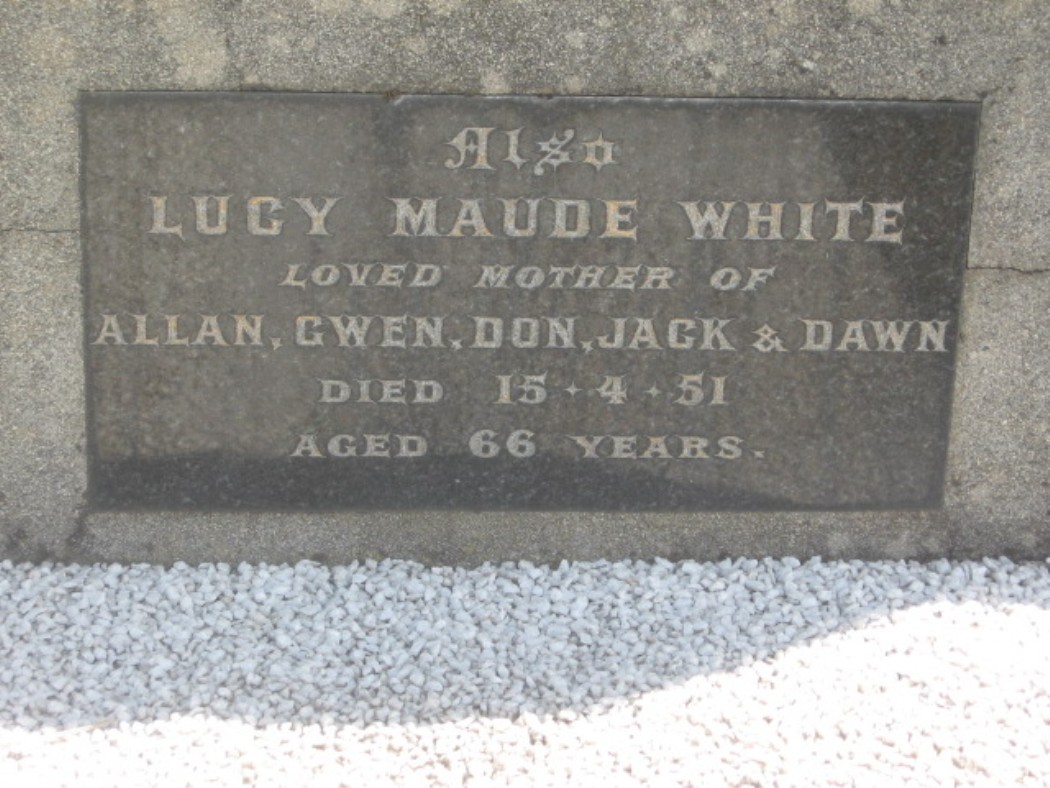 Also
LUCY MAUDE WHITE
LOVED MOTHER OF
ALLAN, GWEN, DON, JACK & DAWN
DIED 15·4·51
AGED 66 YEARS.